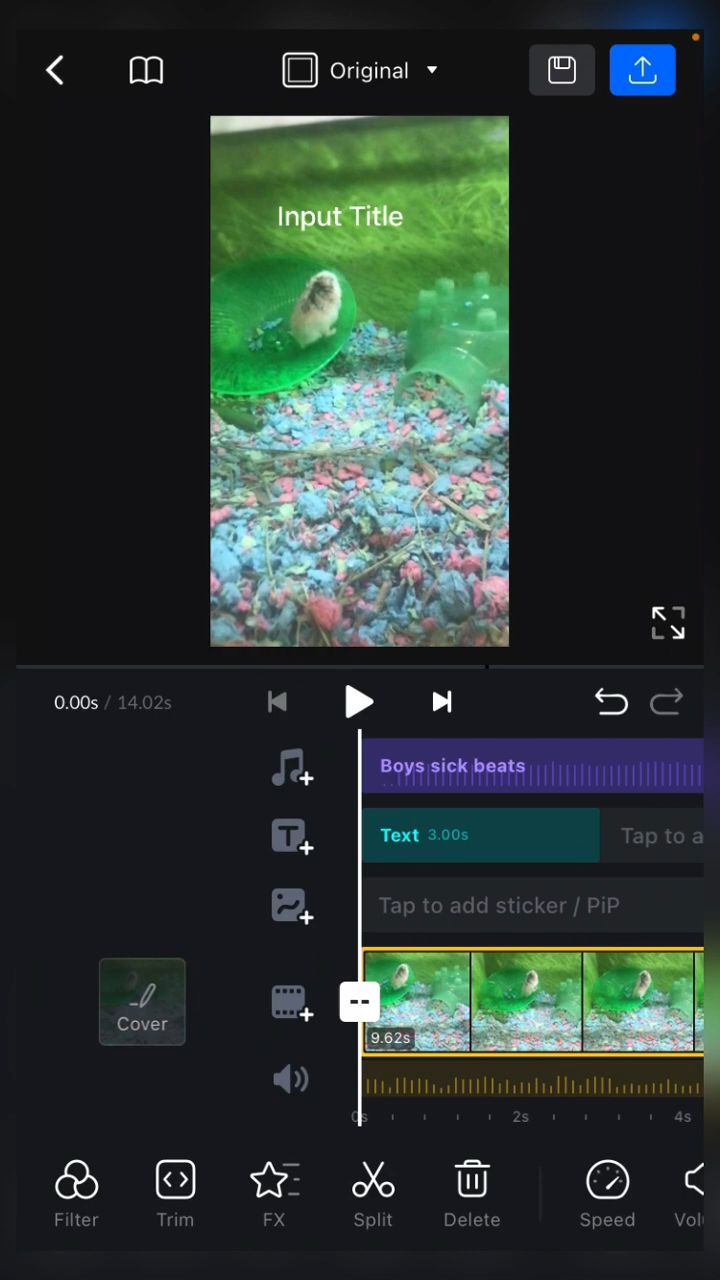 Original
Input Title
0.00s / 14.02s
Boys sick beats
Text 3.00s
Tap to a
Tap to add sticker / PiP
Cover
9.62s
0s
2s
4s
Filter
Trim
FX
Split
Delete
Speed
Volu